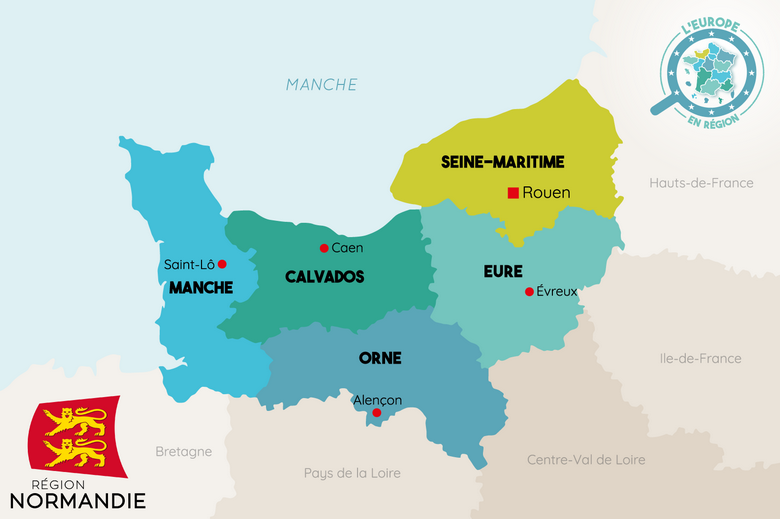 L'EUROPE
EN RÉGION
MANCHE
SEINE-MARITIME
Rouen
Hauts-de-France
Caen
Saint-Lô
CALVADOS
EURE
MANCHE
Évreux
ORNE
Ile-de-France
Alençon
Bretagne
Centre-Val de Loire
Pays de la Loire
RÉGION
NORMANDIE